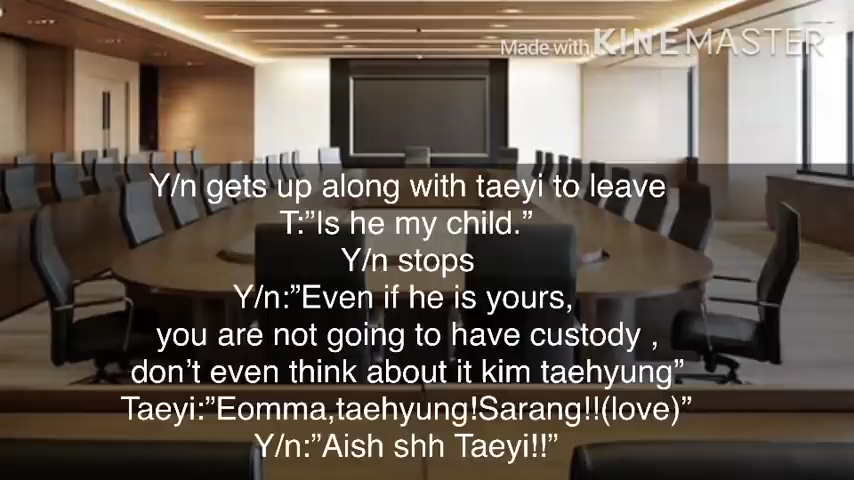 Made with KINEMASTER
Y/n gets up along with taeyi to leave
T:”Is he my child.”
Y/n stops
Y/n:”Even if he is yours,
you are not going to have custody ,
don’t even think about it kim taehyung”
Taeyi:”Eomma,taehyung!Sarang!!(love)”
Y/n:”Aish shh Taeyi!!”